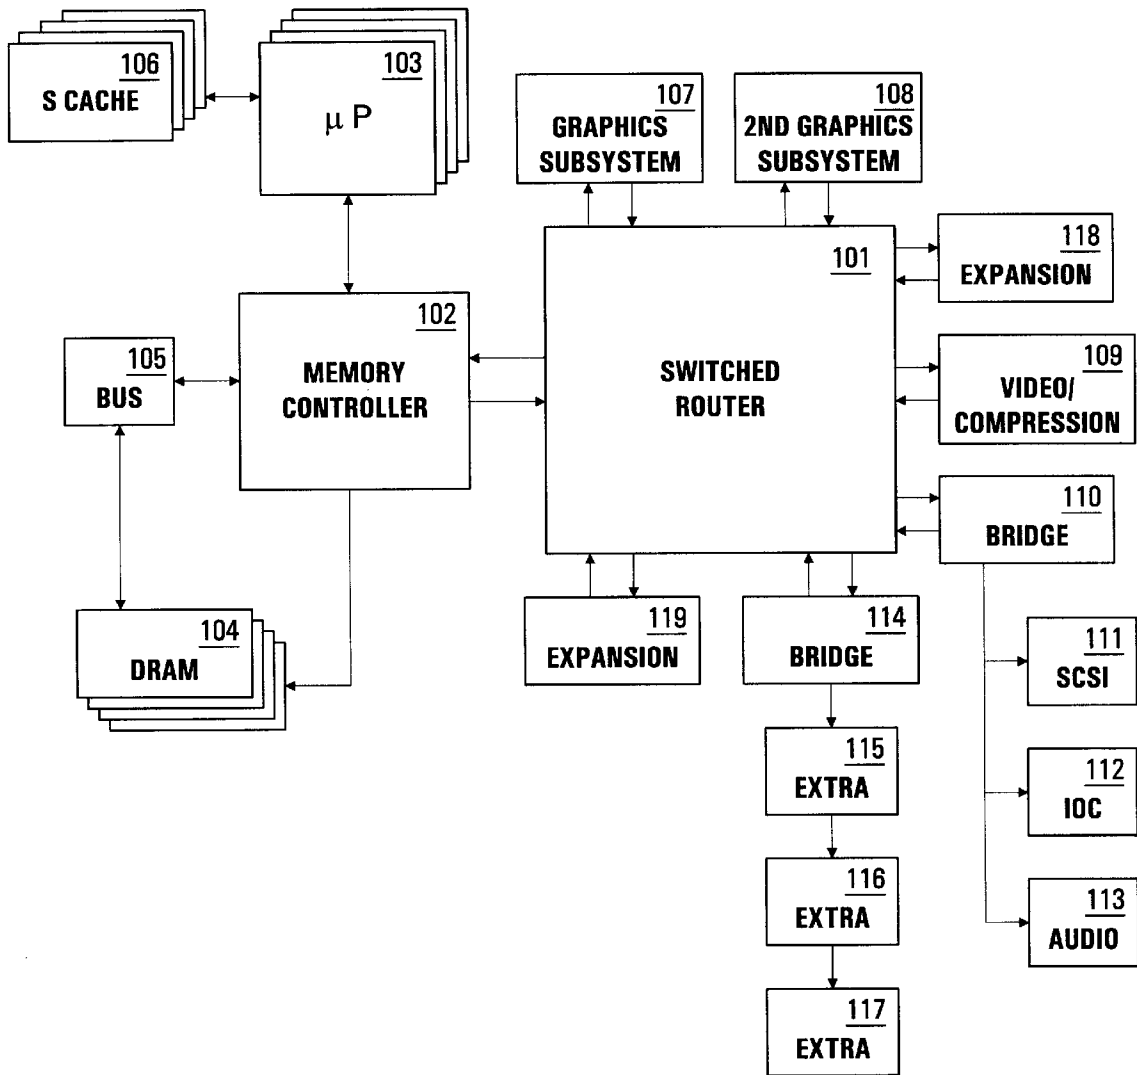 106
S CACHE
103
μ P
107
GRAPHICS
SUBSYSTEM
108
2ND GRAPHICS
SUBSYSTEM
101
SWITCHED
ROUTER
118
EXPANSION
102
MEMORY
CONTROLLER
105
BUS
109
VIDEO/
COMPRESSION
110
BRIDGE
104
DRAM
119
EXPANSION
114
BRIDGE
111
SCSI
115
EXTRA
112
IOC
116
EXTRA
113
AUDIO
117
EXTRA